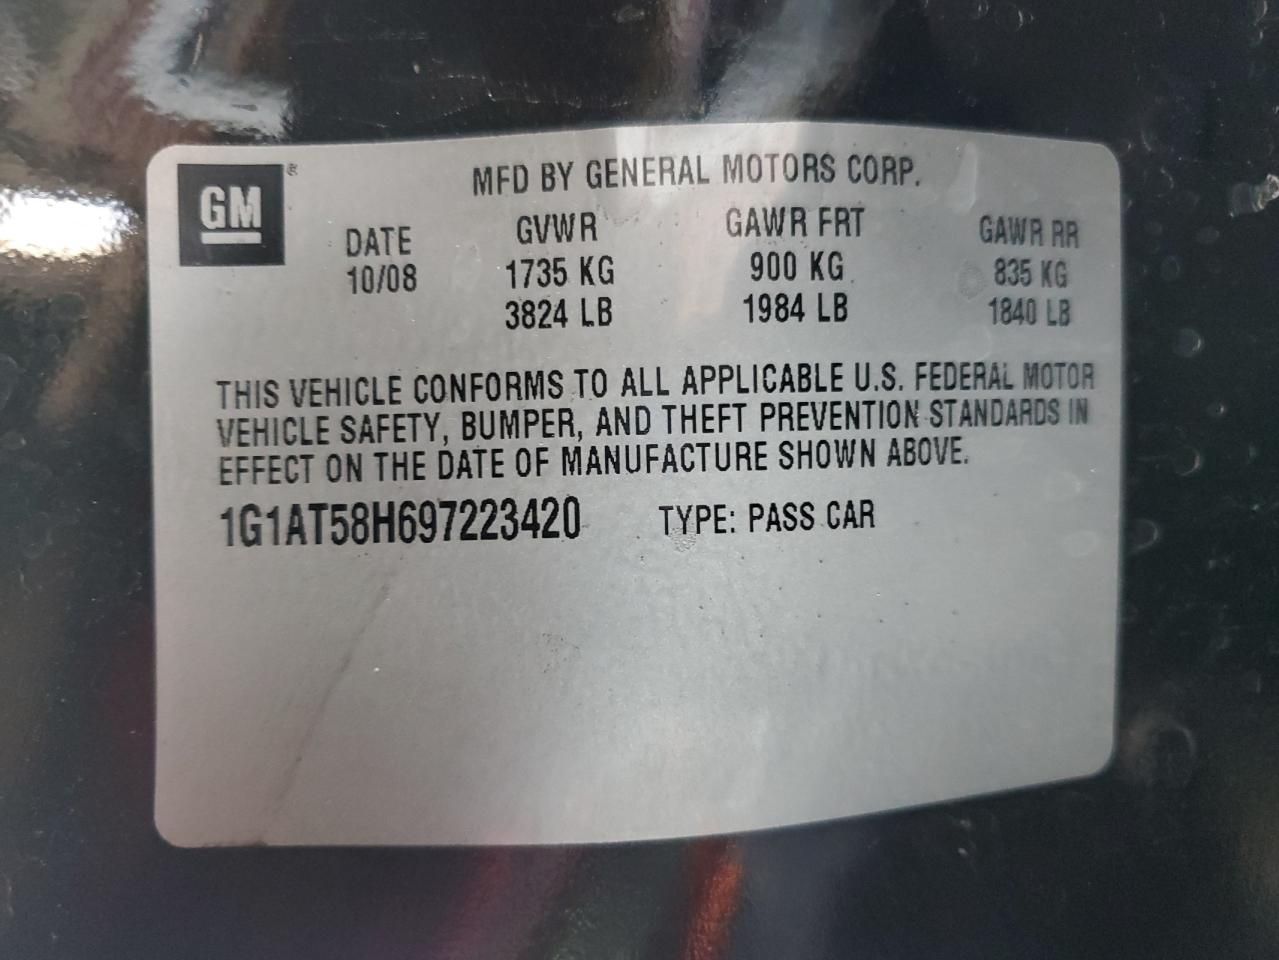 GM ®
MFD BY GENERAL MOTORS CORP.
DATE GVWR GAWR FRT GAWR RR
10/08 1735 KG 900 KG 835 KG
3824 LB 1984 LB 1840 LB
THIS VEHICLE CONFORMS TO ALL APPLICABLE U.S. FEDERAL MOTOR
VEHICLE SAFETY, BUMPER, AND THEFT PREVENTION STANDARDS IN
EFFECT ON THE DATE OF MANUFACTURE SHOWN ABOVE.
1G1AT58H697223420 TYPE: PASS CAR